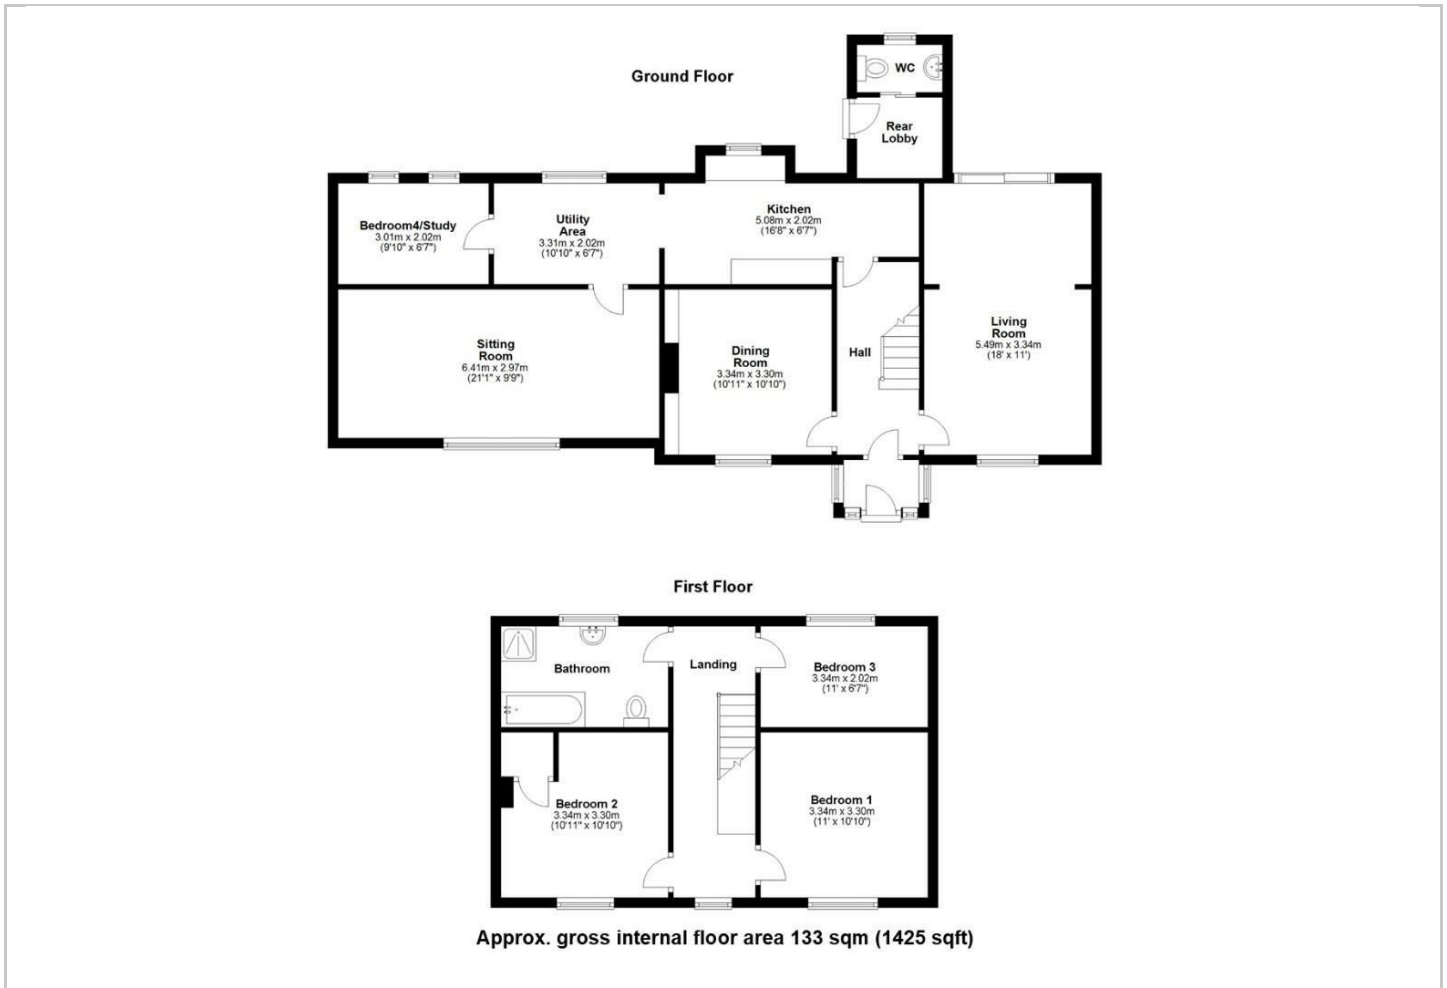 Ground Floor
WC
Rear
Lobby
Bedroom4/Study
3.01m x 2.02m
(9'10" x 6'7")
Utility
Area
3.31m x 2.02m
(10'10" x 6'7")
Kitchen
5.08m x 2.02m
(16'8" x 6'7")
Sitting
Room
6.41m x 2.97m
(21'1" x 9'9")
Dining
Room
3.34m x 3.30m
(10'11" x 10'10")
Hall
Living
Room
5.49m x 3.34m
(18' x 11')
First Floor
Bathroom
Landing
Bedroom 3
3.34m x 2.02m
(11' x 6'7")
Bedroom 2
3.34m x 3.30m
(10'11" x 10'10")
Bedroom 1
3.34m x 3.30m
(11' x 10'10")
Approx. gross internal floor area 133 sqm (1425 sqft)